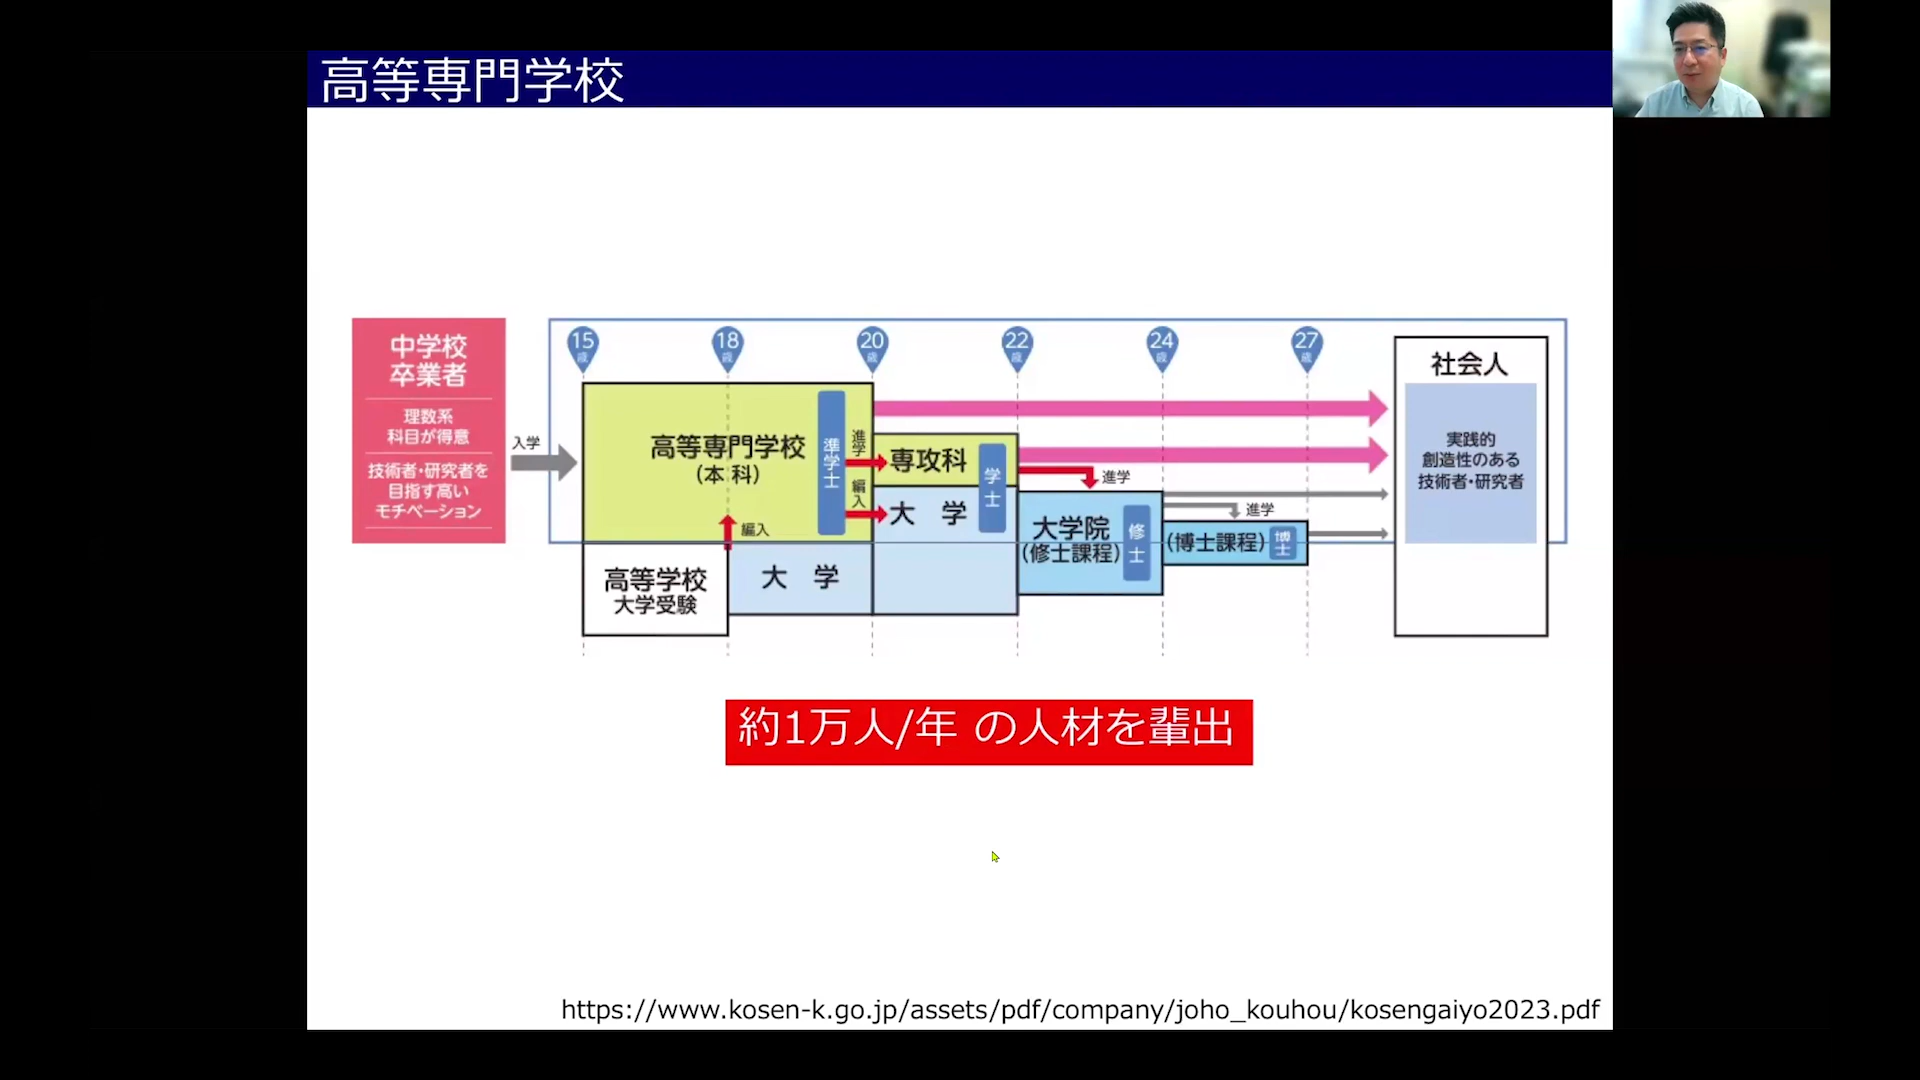 高等専門学校
中学校
卒業者
理数系
科目が得意
技術者・研究者を
目指す高い
モチベーション
入学
15
歳
18
歳
20
歳
22
歳
24
歳
27
歳
高等専門学校
(本科)
準学士
進学
編入
専攻科
大 学
学士
編入
高等学校
大学受験
大 学
進学
大学院
(修士課程)
修士
進学
(博士課程)
博士
社会人
実践的
創造性のある
技術者・研究者
約1万人/年 の人材を輩出
https://www.kosen-k.go.jp/assets/pdf/company/joho_kouhou/kosengaiyo2023.pdf